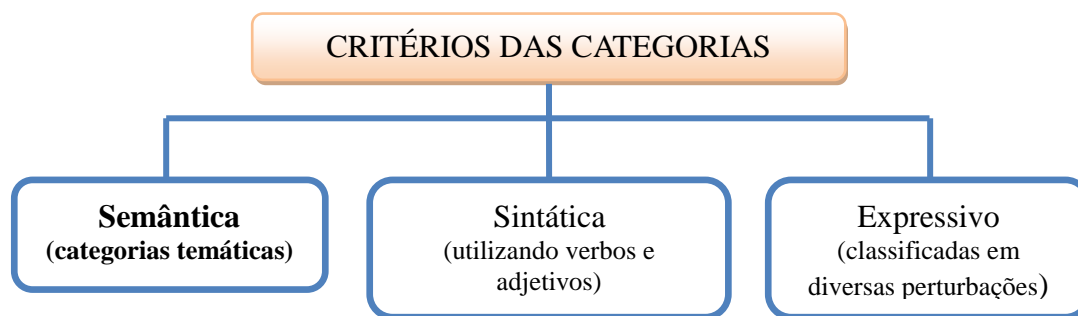 CRITÉRIOS DAS CATEGORIAS
Semântica
(categorias temáticas)
Sintática
(utilizando verbos e
adjetivos)
Expressivo
(classificadas em
diversas perturbações)